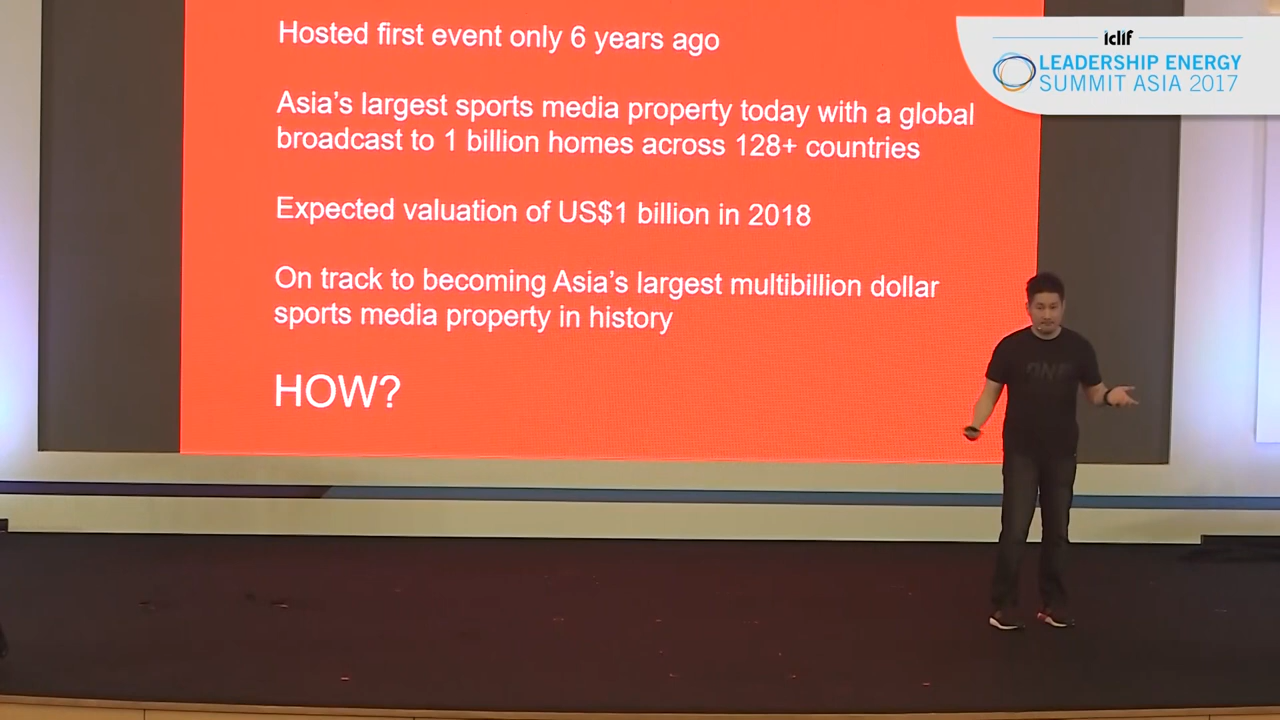 Hosted first event only 6 years ago
Asia's largest sports media property today with a global
broadcast to 1 billion homes across 128+ countries
Expected valuation of US$1 billion in 2018
On track to becoming Asia's largest multibillion dollar
sports media property in history
HOW?
iclif
LEADERSHIP ENERGY
SUMMIT ASIA 2017
ONE